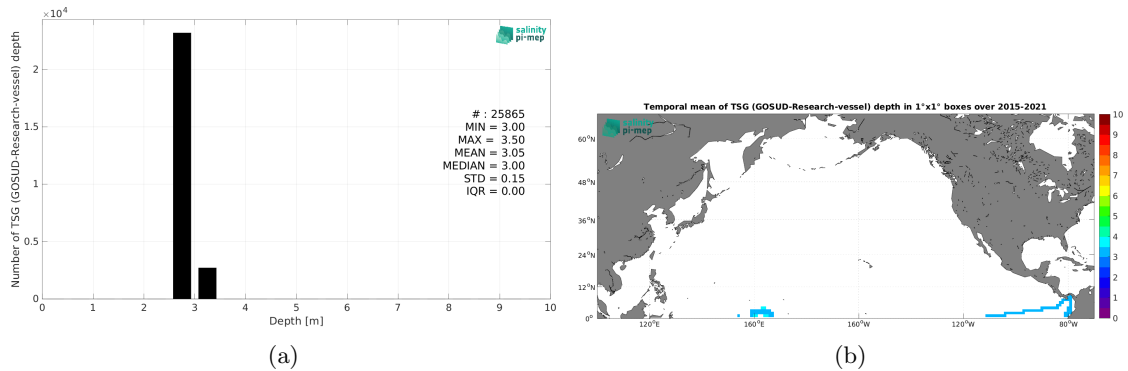 ×10⁴
salinity
pi-mep
Number of TSG (GOSUD-Research-vessel) depth
2
1.5
1
0.5
0
# : 25865
MIN = 3.00
MAX = 3.50
MEAN = 3.05
MEDIAN = 3.00
STD = 0.15
IQR = 0.00
0 1 2 3 4 5 6 7 8 9 10
Depth [m]
(a)
Temporal mean of TSG (GOSUD-Research-vessel) depth in 1°x1° boxes over 2015-2021
salinity
pi-mep
60°N
48°N
36°N
24°N
12°N
0°
120°E 160°E 160°W 120°W 80°W
10
9
8
7
6
5
4
3
2
1
0
(b)